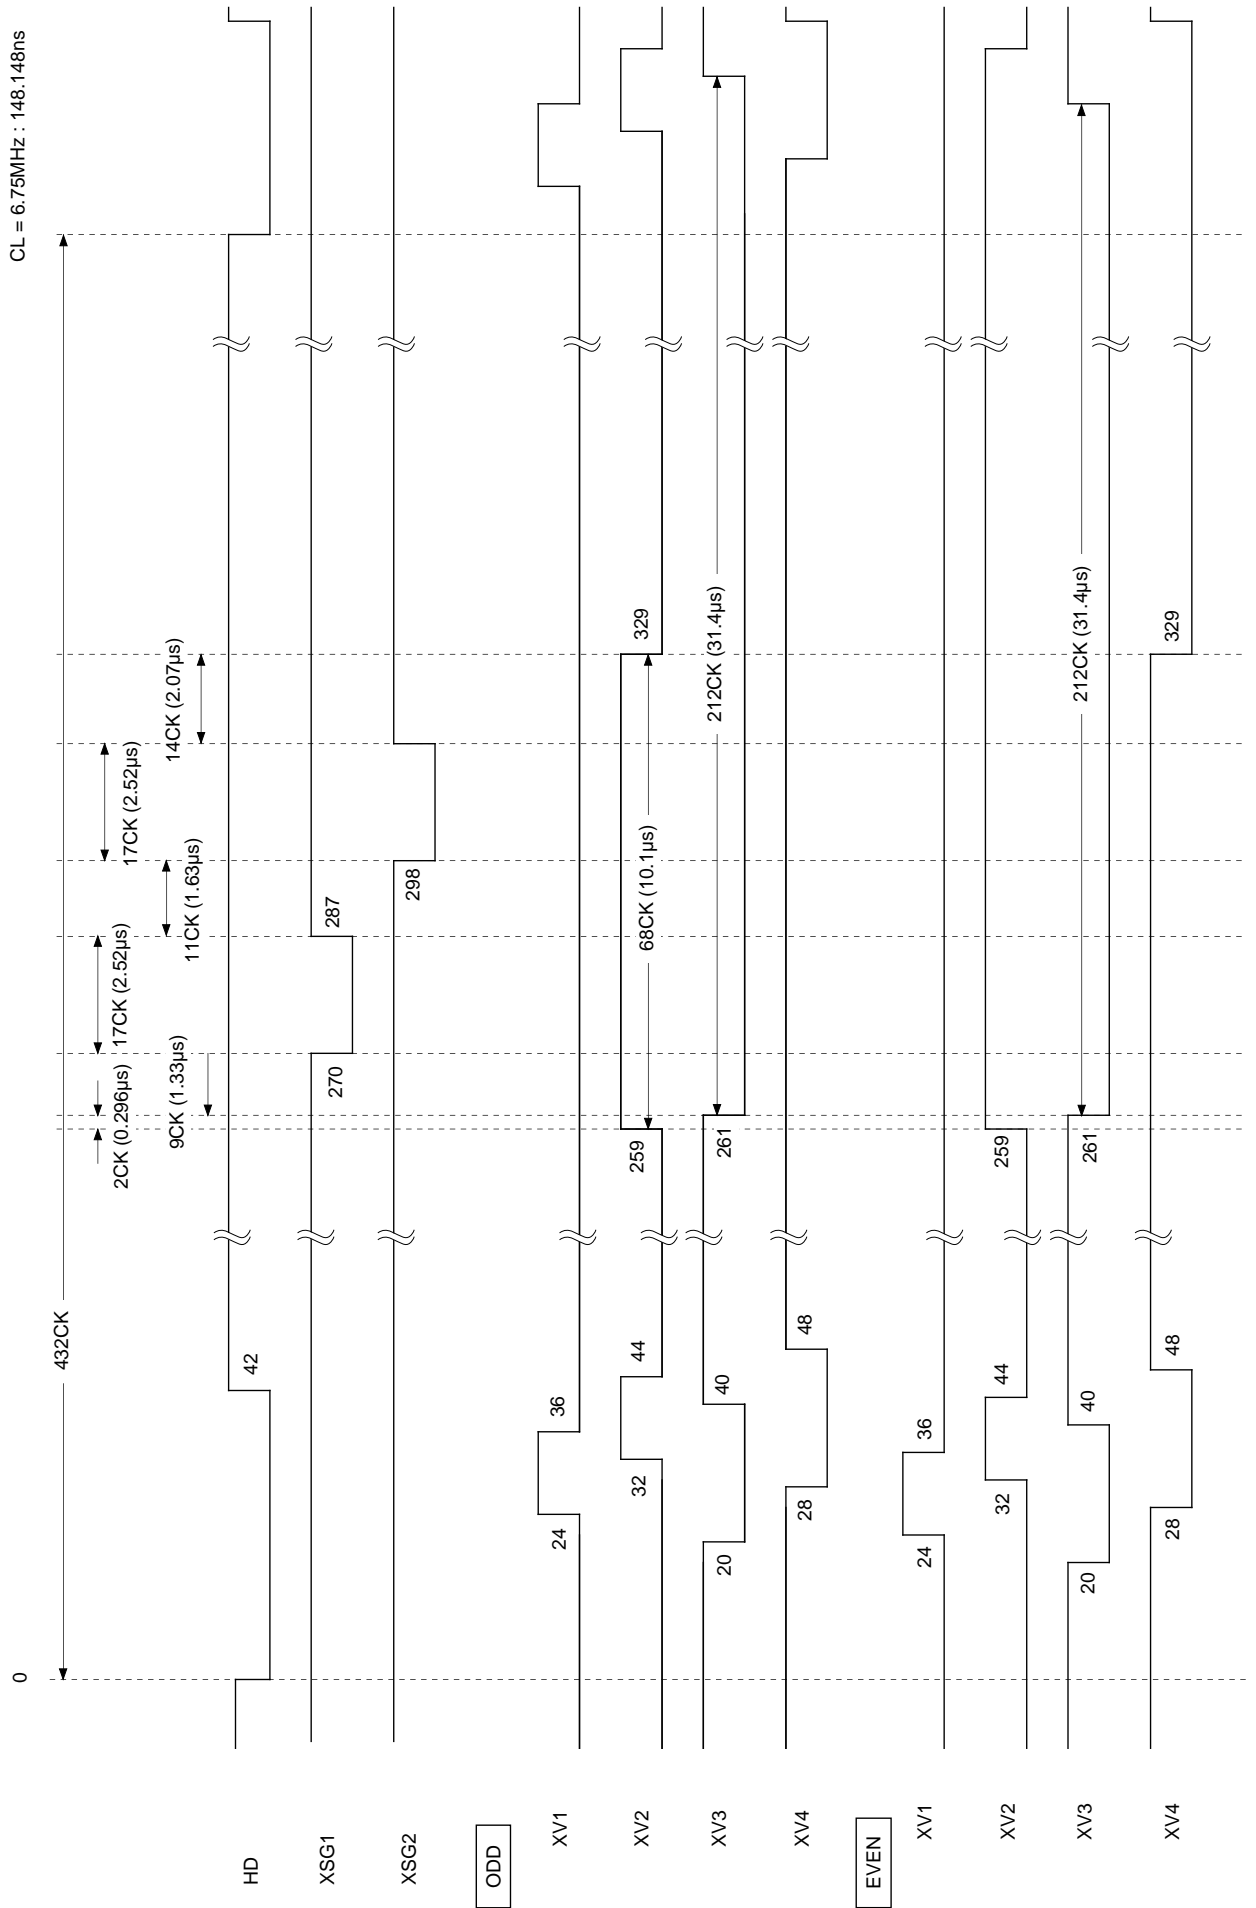 CL = 6.75MHz : 148.148ns
0
432CK
2CK (0.296μs)
17CK (2.52μs)
17CK (2.52μs)
9CK (1.33μs)
11CK (1.63μs)
14CK (2.07μs)
HD
42
XSG1
270
287
XSG2
298
ODD
XV1
24
36
XV2
32
44
259
68CK (10.1μs)
329
XV3
20
40
261
212CK (31.4μs)
XV4
28
48
EVEN
XV1
24
36
XV2
32
44
259
XV3
20
40
261
212CK (31.4μs)
XV4
28
48
329